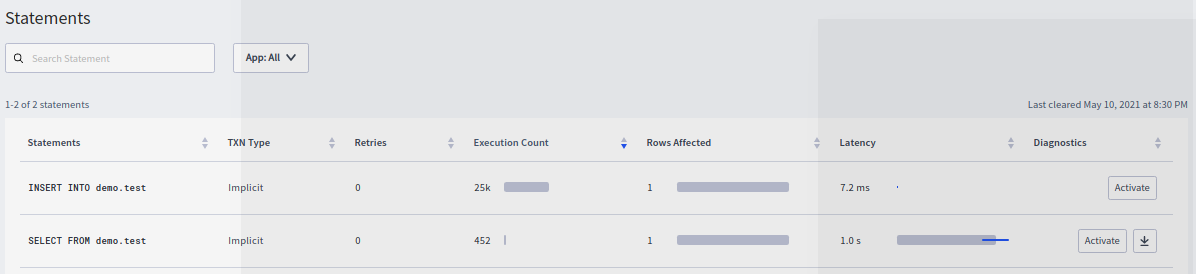 Statements
Search Statement App: All
1-2 of 2 statements Last cleared May 10, 2021 at 8:30 PM
Statements TXN Type Retries Execution Count Rows Affected Latency Diagnostics
INSERT INTO demo.test Implicit 0 25k 1 7.2 ms Activate
SELECT FROM demo.test Implicit 0 452 1 1.0 s Activate